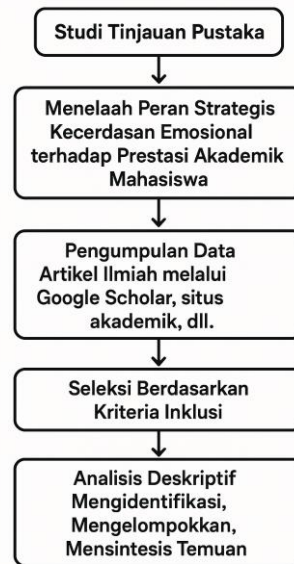 Studi Tinjauan Pustaka
Menelaah Peran Strategis
Kecerdasan Emosional
terhadap Prestasi Akademik
Mahasiswa
Pengumpulan Data
Artikel Ilmiah melalui
Google Scholar, situs
akademik, dll.
Seleksi Berdasarkan
Kriteria Inklusi
Analisis Deskriptif
Mengidentifikasi,
Mengelompokkan,
Mensintesis Temuan